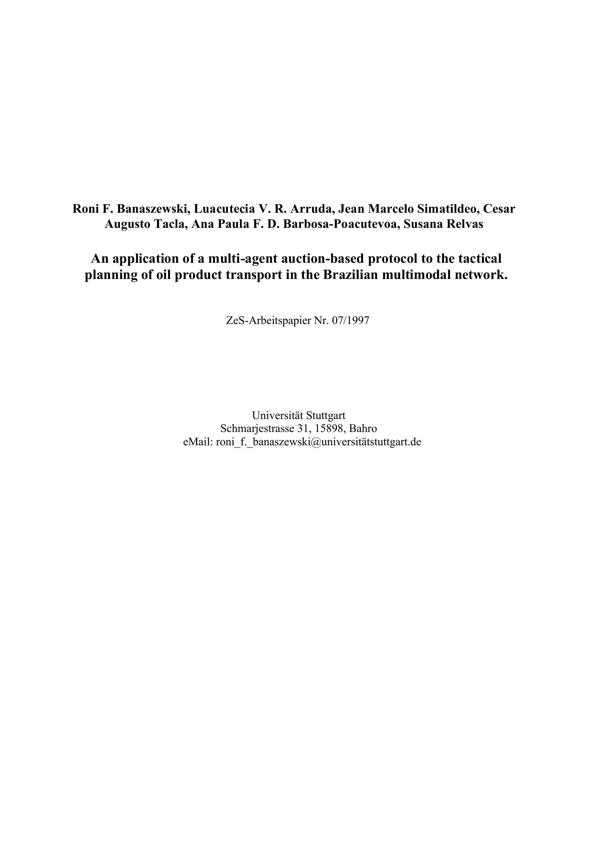 Roni F. Banaszewski, Luacutecia V. R. Arruda, Jean Marcelo Simatildeo, Cesar
Augusto Tacla, Ana Paula F. D. Barbosa-Poacutevoa, Susana Relvas
An application of a multi-agent auction-based protocol to the tactical
planning of oil product transport in the Brazilian multimodal network.
ZeS-Arbeitspapier Nr. 07/1997
Universität Stuttgart
Schmarjestrasse 31, 15898, Bahro
eMail: roni_f._banaszewski@universitätstuttgart.de